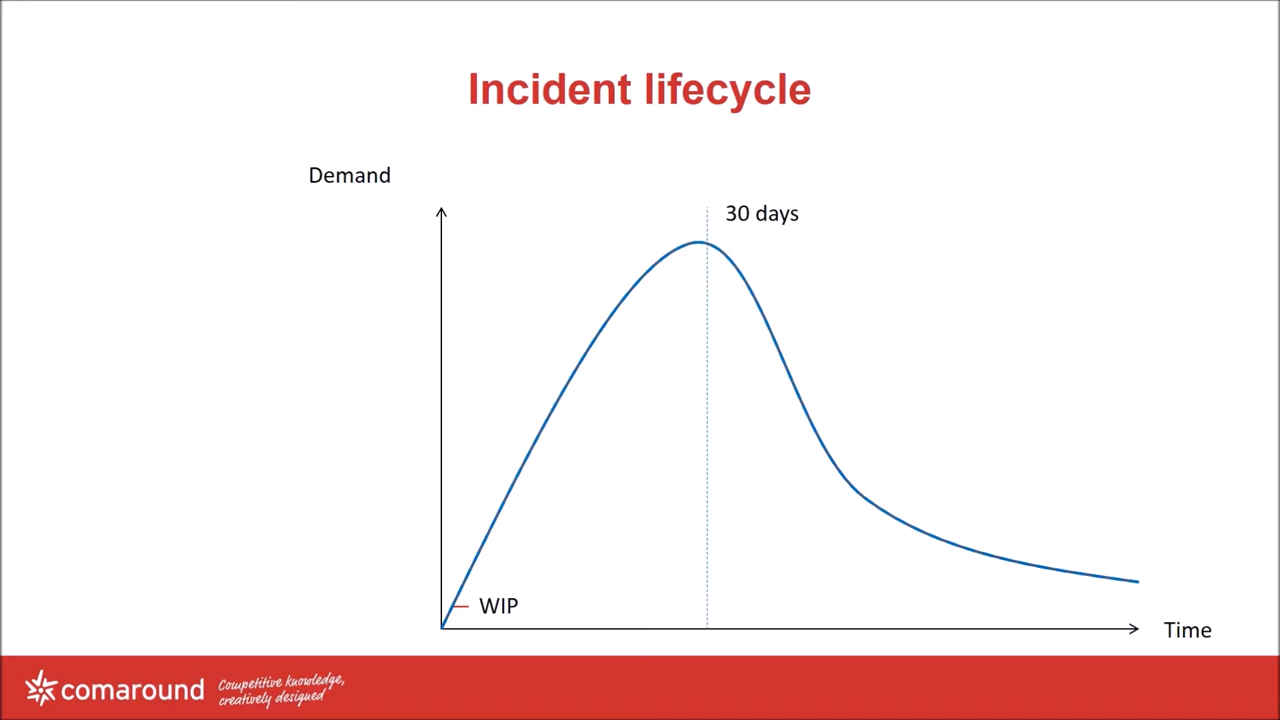 Incident lifecycle
Demand
30 days
WIP
Time
comaround
Competitive knowledge,
creatively designed